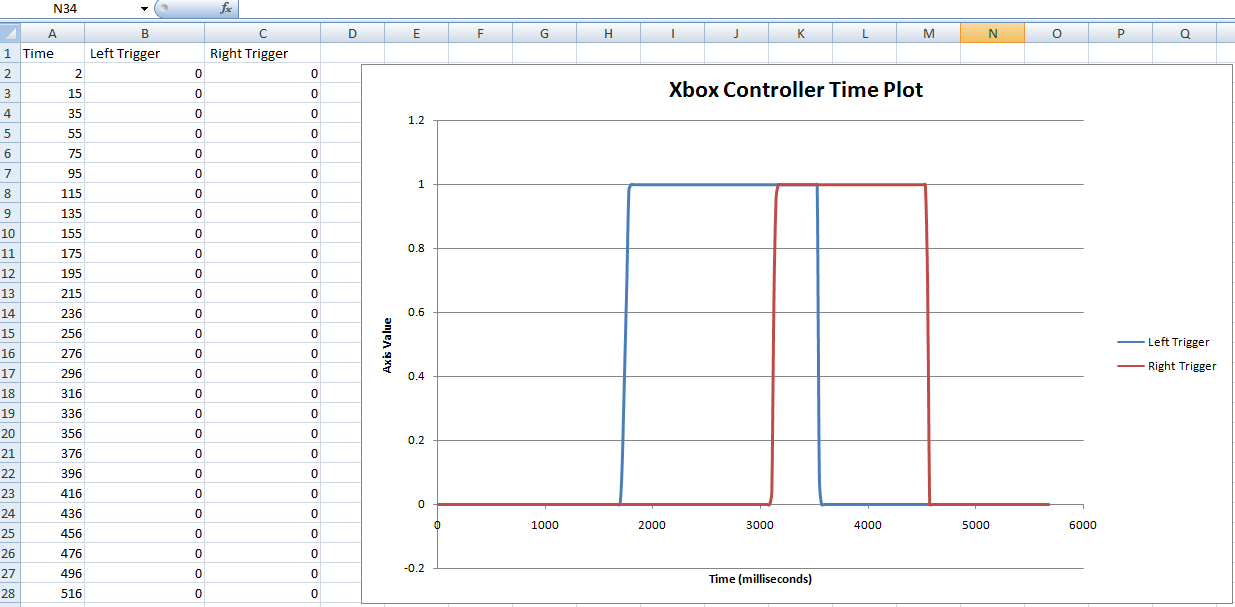 N34 fx
A B C D E F G H I J K L M N O P Q
1 Time Left Trigger Right Trigger
2 2 0 0
3 15 0 0
4 35 0 0
5 55 0 0
6 75 0 0
7 95 0 0
8 115 0 0
9 135 0 0
10 155 0 0
11 175 0 0
12 195 0 0
13 215 0 0
14 236 0 0
15 256 0 0
16 276 0 0
17 296 0 0
18 316 0 0
19 336 0 0
20 356 0 0
21 376 0 0
22 396 0 0
23 416 0 0
24 436 0 0
25 456 0 0
26 476 0 0
27 496 0 0
28 516 0 0
Xbox Controller Time Plot
1.2
1
0.8
0.6
0.4
0.2
0
-0.2
Axis Value
0 1000 2000 3000 4000 5000 6000
Time (milliseconds)
Left Trigger
Right Trigger